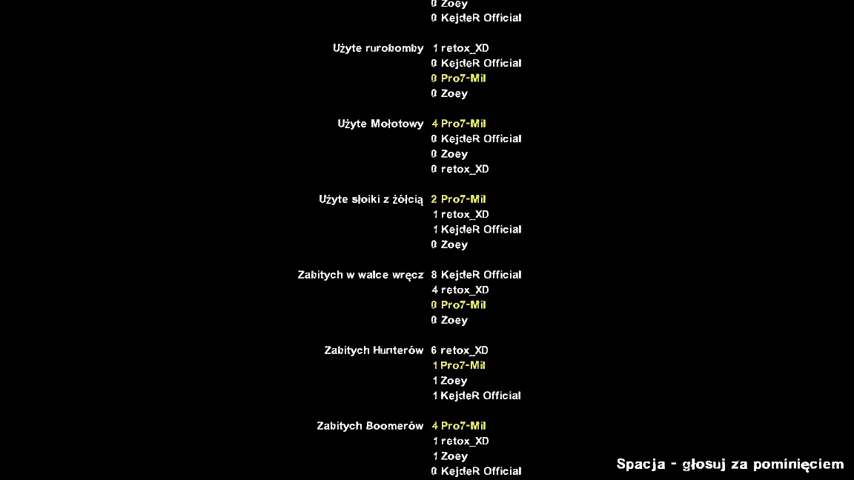 0 Zoey
0 KejdeR Official
Użyte rurobomby 1 retox_XD
0 KejdeR Official
0 Pro7-Mil
0 Zoey
Użyte Mołotowy 4 Pro7-Mil
0 KejdeR Official
0 Zoey
0 retox_XD
Użyte słoiki z żółcią 2 Pro7-Mil
1 retox_XD
1 KejdeR Official
0 Zoey
Zabitych w walce wręcz 8 KejdeR Official
4 retox_XD
0 Pro7-Mil
0 Zoey
Zabitych Hunterów 6 retox_XD
1 Pro7-Mil
1 Zoey
1 KejdeR Official
Zabitych Boomerów 4 Pro7-Mil
1 retox_XD
1 Zoey
0 KejdeR Official
Spacja - głosuj za pominięciem